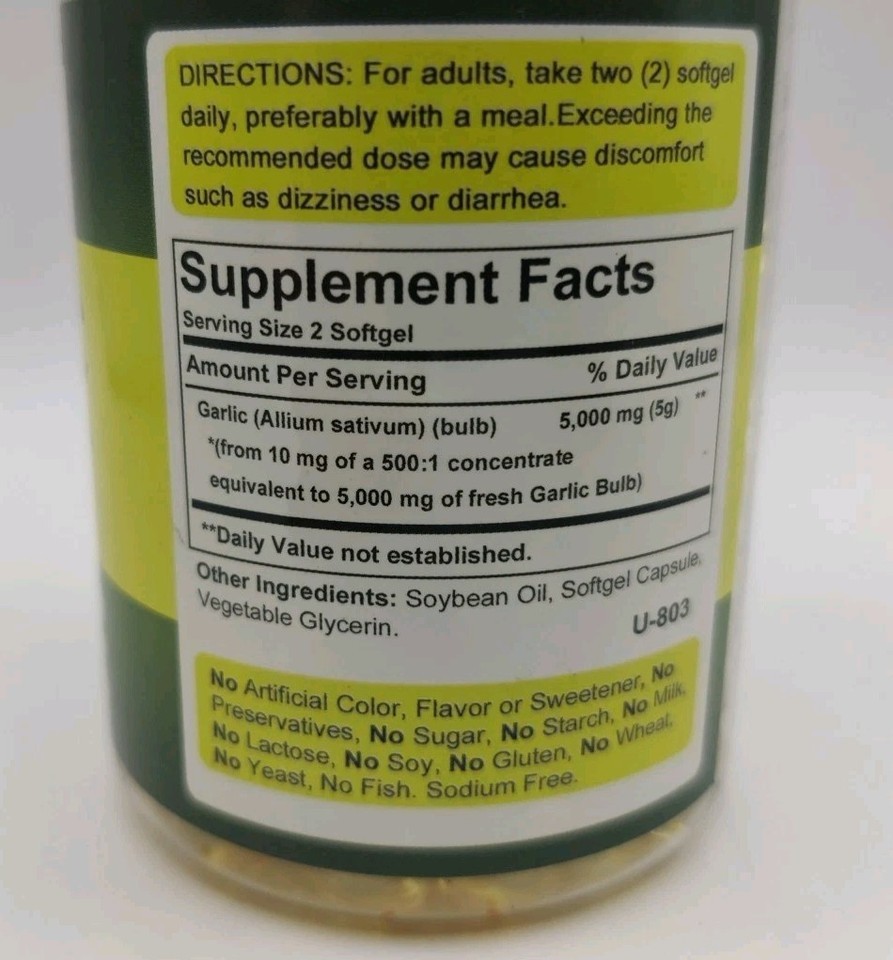 DIRECTIONS: For adults, take two (2) softgel
daily, preferably with a meal.Exceeding the
recommended dose may cause discomfort
such as dizziness or diarrhea.
Supplement Facts
Serving Size 2 Softgel
Amount Per Serving % Daily Value
Garlic (Allium sativum) (bulb) 5,000 mg (5g) **
*(from 10 mg of a 500:1 concentrate
equivalent to 5,000 mg of fresh Garlic Bulb)
**Daily Value not established.
Other Ingredients: Soybean Oil, Softgel Capsule,
Vegetable Glycerin.
U-803
No Artificial Color, Flavor or Sweetener, No
Preservatives, No Sugar, No Starch, No Milk,
No Lactose, No Soy, No Gluten, No Wheat,
No Yeast, No Fish. Sodium Free.